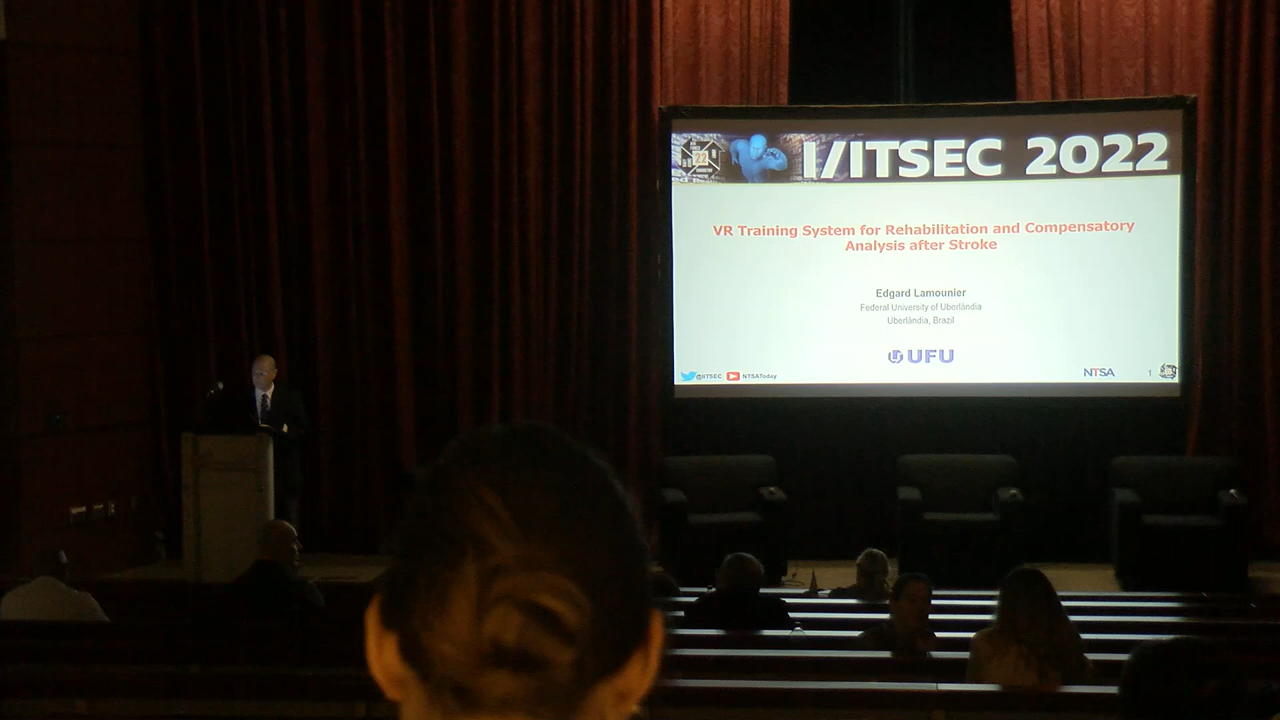 22
I/ITSEC 2022
VR Training System for Rehabilitation and Compensatory
Analysis after Stroke
Edgard Lamounier
Federal University of Uberlândia
Uberlândia, Brazil
UFU
@IITSEC NTSAToday
NTSA
1